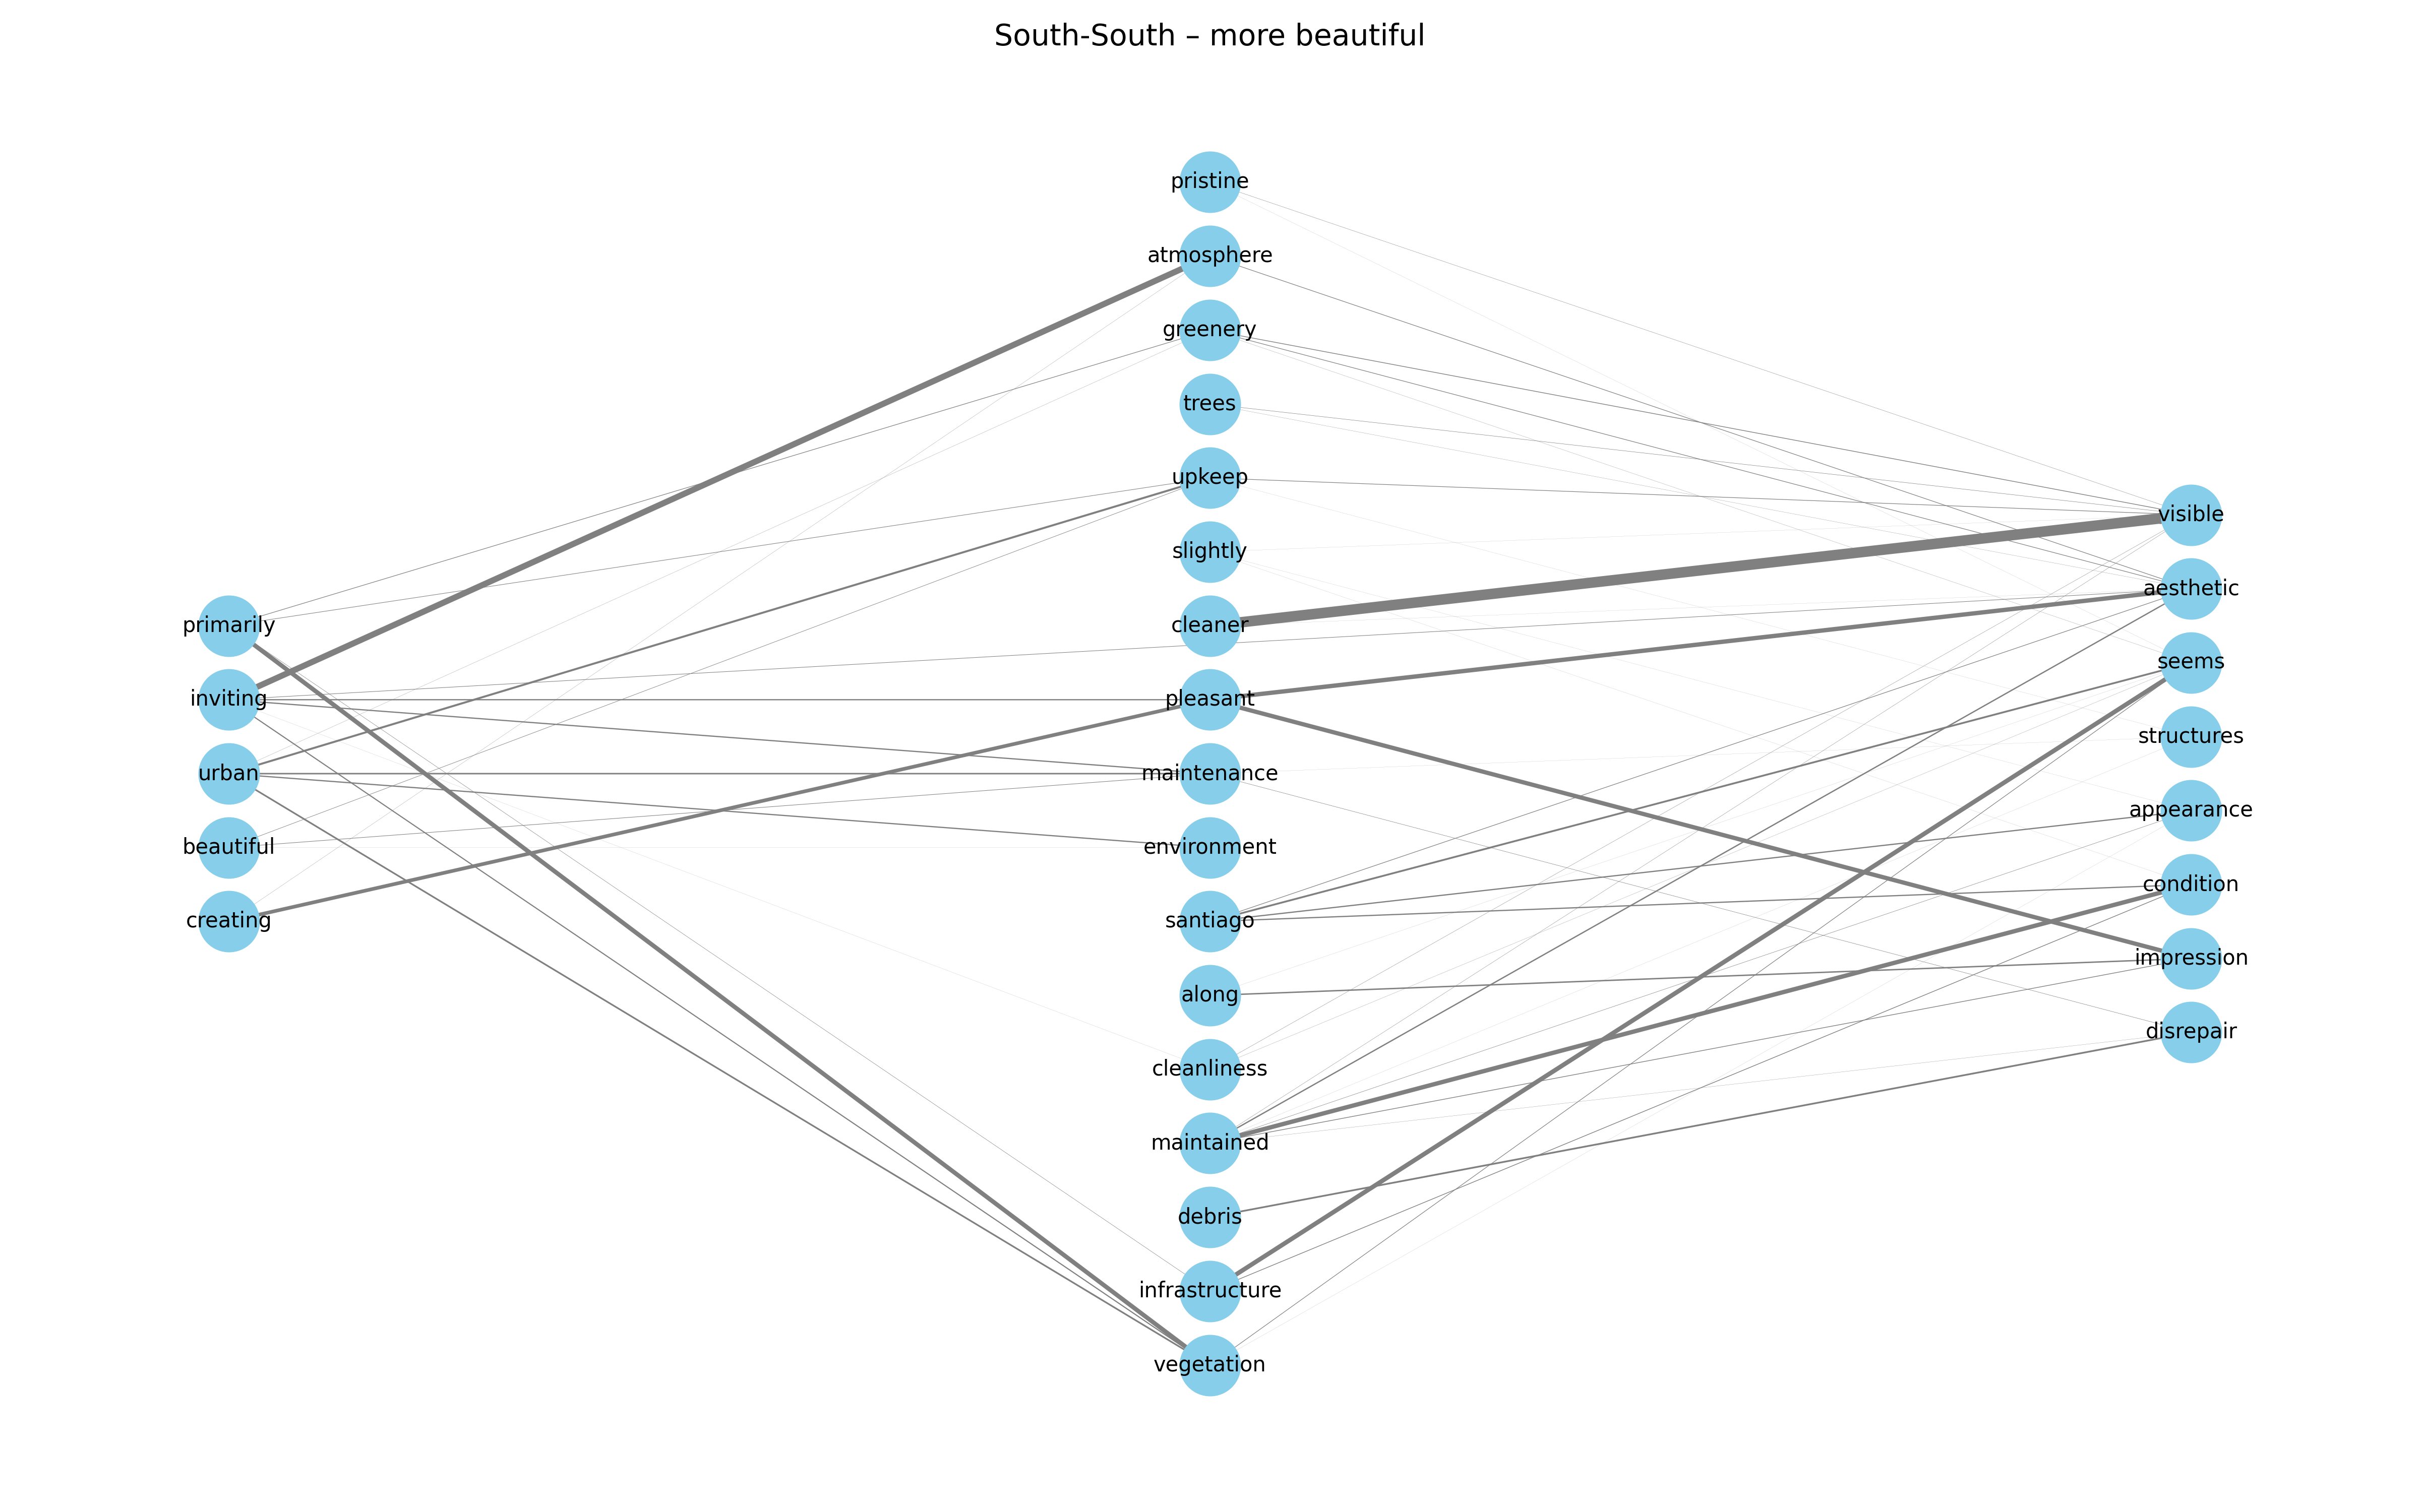 South-South – more beautiful
primarily
inviting
urban
beautiful
creating
pristine
atmosphere
greenery
trees
upkeep
slightly
cleaner
pleasant
maintenance
environment
santiago
along
cleanliness
maintained
debris
infrastructure
vegetation
visible
aesthetic
seems
structures
appearance
condition
impression
disrepair